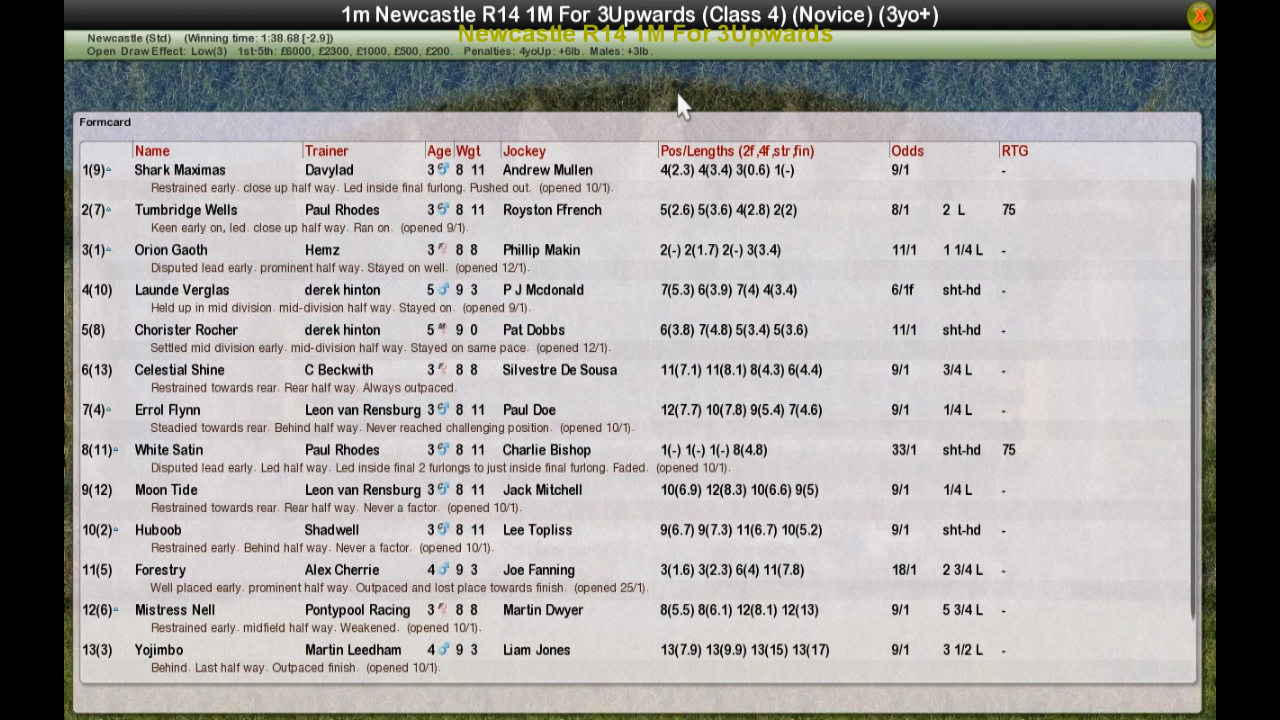 1m Newcastle R14 1M For 3Upwards (Class 4) (Novice) (3yo+)
Newcastle R14 1M For 3Upwards
Newcastle (Std) (Winning time: 1:38.68 [-2.9])
Open Draw Effect: Low(3) 1st-5th: £6000, £2300, £1000, £500, £200. Penalties: 4yoUp: +6lb. Males: +3lb.
Formcard
Name Trainer Age Wgt Jockey Pos/Lengths (2f,4f,str,fin) Odds RTG
1(9) Shark Maximas Davylad 3 8 11 Andrew Mullen 4(2.3) 4(3.4) 3(0.6) 1(-) 9/1 -
Restrained early. close up half way. Led inside final furlong. Pushed out. (opened 10/1).
2(7) Tumbridge Wells Paul Rhodes 3 8 11 Royston Ffrench 5(2.6) 5(3.6) 4(2.8) 2(2) 8/1 2 L 75
Keen early on, led. close up half way. Ran on. (opened 9/1).
3(1) Orion Gaoth Hemz 3 8 8 Phillip Makin 2(-) 2(1.7) 2(-) 3(3.4) 11/1 1 1/4 L -
Disputed lead early. prominent half way. Stayed on well. (opened 12/1).
4(10) Launde Verglas derek hinton 5 9 3 P J Mcdonald 7(5.3) 6(3.9) 7(4) 4(3.4) 6/1f sht-hd -
Held up in mid division. mid-division half way. Stayed on. (opened 9/1).
5(8) Chorister Rocher derek hinton 5 9 0 Pat Dobbs 6(3.8) 7(4.8) 5(3.4) 5(3.6) 11/1 sht-hd -
Settled mid division early. mid-division half way. Stayed on same pace. (opened 12/1).
6(13) Celestial Shine C Beckwith 3 8 8 Silvestre De Sousa 11(7.1) 11(8.1) 8(4.3) 6(4.4) 9/1 3/4 L -
Restrained towards rear. Rear half way. Always outpaced.
7(4) Errol Flynn Leon van Rensburg 3 8 11 Paul Doe 12(7.7) 10(7.8) 9(5.4) 7(4.6) 9/1 1/4 L -
Steadied towards rear. Behind half way. Never reached challenging position. (opened 10/1).
8(11) White Satin Paul Rhodes 3 8 11 Charlie Bishop 1(-) 1(-) 1(-) 8(4.8) 33/1 sht-hd 75
Disputed lead early. Led half way. Led inside final 2 furlongs to just inside final furlong. Faded. (opened 10/1).
9(12) Moon Tide Leon van Rensburg 3 8 11 Jack Mitchell 10(6.9) 12(8.3) 10(6.6) 9(5) 9/1 1/4 L -
Restrained towards rear. Rear half way. Never a factor. (opened 10/1).
10(2) Huboob Shadwell 3 8 11 Lee Topliss 9(6.7) 9(7.3) 11(6.7) 10(5.2) 9/1 sht-hd -
Restrained early. Behind half way. Never a factor. (opened 10/1).
11(5) Forestry Alex Cherrie 4 9 3 Joe Fanning 3(1.6) 3(2.3) 6(4) 11(7.8) 18/1 2 3/4 L -
Well placed early. prominent half way. Outpaced and lost place towards finish. (opened 25/1).
12(6) Mistress Nell Pontypool Racing 3 8 8 Martin Dwyer 8(5.5) 8(6.1) 12(8.1) 12(13) 9/1 5 3/4 L -
Restrained early. midfield half way. Weakened. (opened 10/1).
13(3) Yojimbo Martin Leedham 4 9 3 Liam Jones 13(7.9) 13(9.9) 13(15) 13(17) 9/1 3 1/2 L -
Behind. Last half way. Outpaced finish. (opened 10/1).